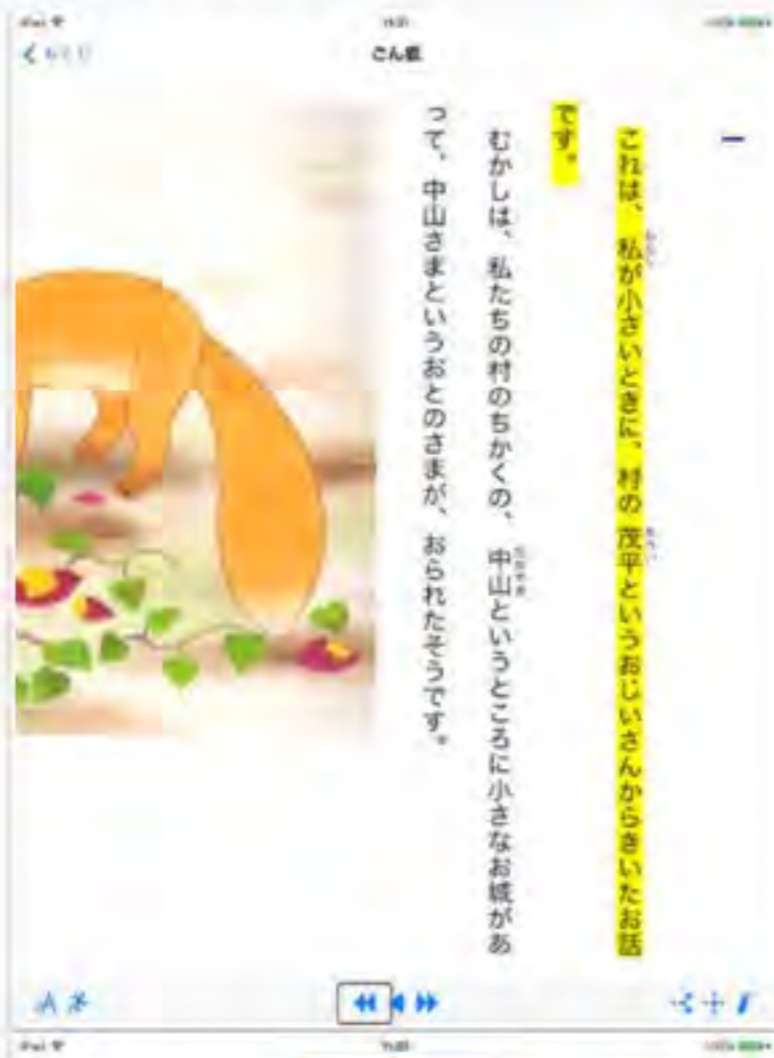 iPad
ごん狐
一
これは、私が小さいときに、村の茂平というおじいさんからきいたお話
です。
むかしは、私たちの村のちかくの、中山というところに小さなお城があ
って、中山さまというおとのさまが、おられたそうです。
iPad